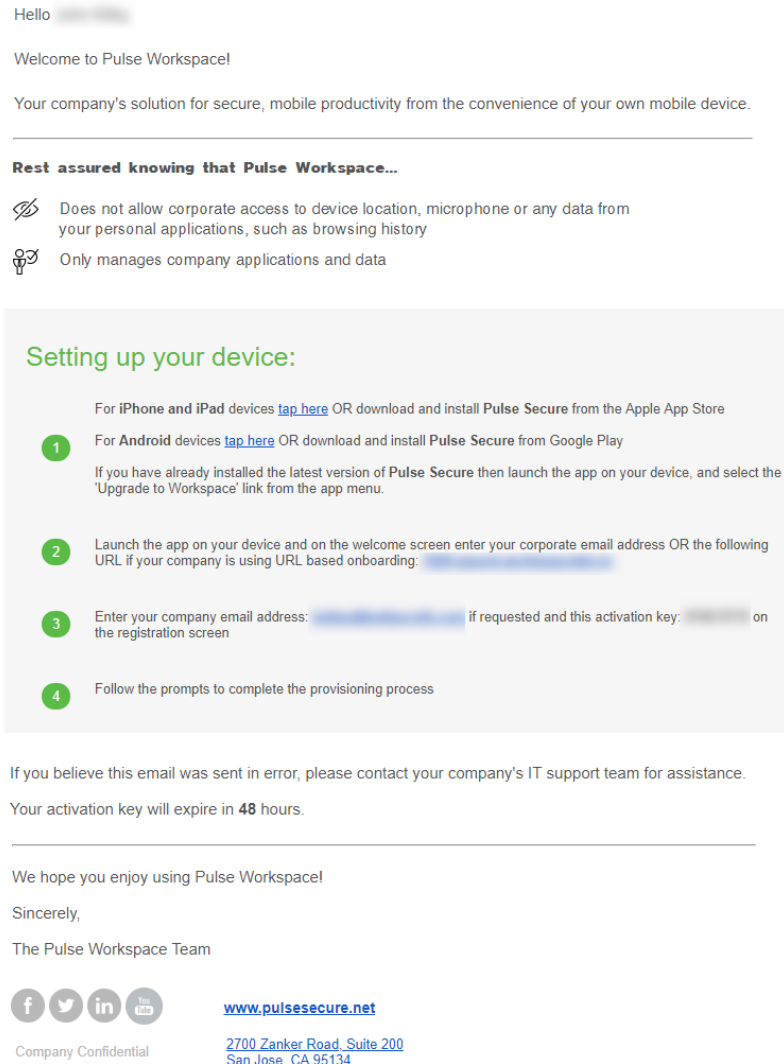 Hello
Welcome to Pulse Workspace!
Your company's solution for secure, mobile productivity from the convenience of your own mobile device.
Rest assured knowing that Pulse Workspace...
Does not allow corporate access to device location, microphone or any data from
your personal applications, such as browsing history
Only manages company applications and data
Setting up your device:
For iPhone and iPad devices tap here OR download and install Pulse Secure from the Apple App Store
1
For Android devices tap here OR download and install Pulse Secure from Google Play
If you have already installed the latest version of Pulse Secure then launch the app on your device, and select the
'Upgrade to Workspace' link from the app menu.
2
Launch the app on your device and on the welcome screen enter your corporate email address OR the following
URL if your company is using URL based onboarding:
3
Enter your company email address: if requested and this activation key: on
the registration screen
4
Follow the prompts to complete the provisioning process
If you believe this email was sent in error, please contact your company's IT support team for assistance.
Your activation key will expire in 48 hours.
We hope you enjoy using Pulse Workspace!
Sincerely,
The Pulse Workspace Team
f in You Tube
www.pulsesecure.net
Company Confidential
2700 Zanker Road, Suite 200
San Jose, CA 95134